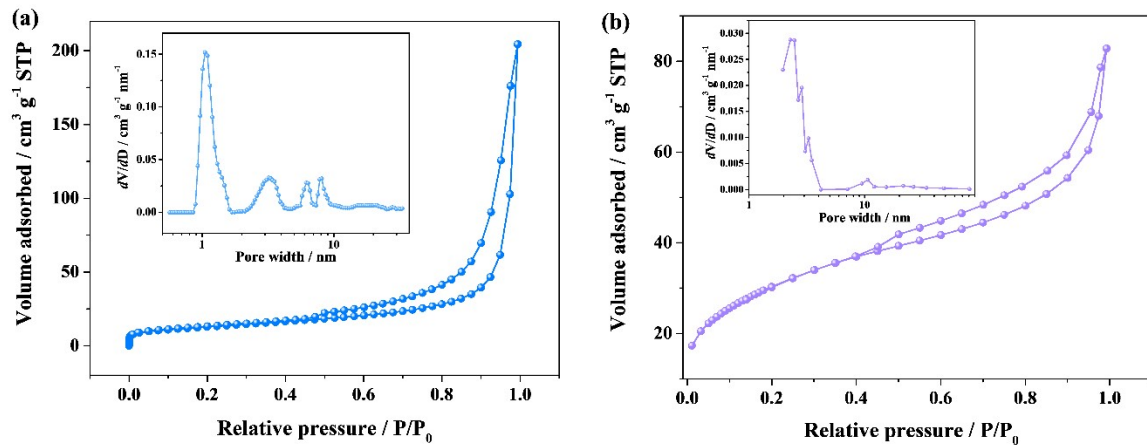 (a)
Volume adsorbed / cm³ g⁻¹ STP
200
150
100
50
0
0.0 0.2 0.4 0.6 0.8 1.0
Relative pressure / P/P₀
dV/dD / cm³ g⁻¹ nm⁻¹
0.15
0.10
0.05
0.00
1 10
Pore width / nm
(b)
Volume adsorbed / cm³ g⁻¹ STP
80
60
40
20
0.0 0.2 0.4 0.6 0.8 1.0
Relative pressure / P/P₀
dV/dD / cm³ g⁻¹ nm⁻¹
0.030
0.025
0.020
0.015
0.010
0.005
0.000
1 10
Pore width / nm